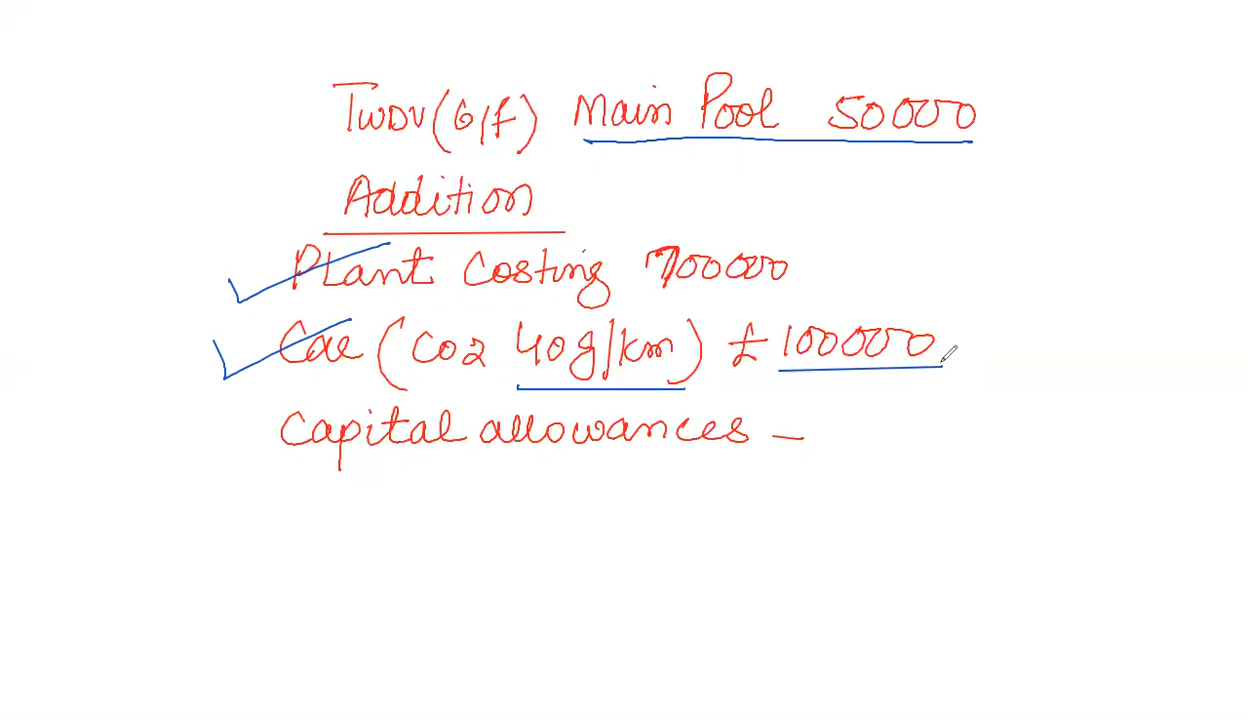 TWDV (b/f) Main Pool 50000
Addition
Plant Costing 700000
Car (CO2 40g/km) £ 100000
Capital allowances –